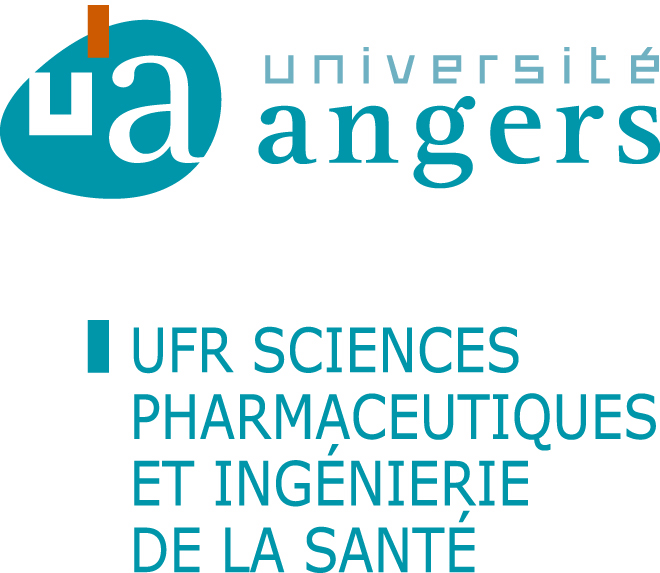 ua
université
angers
UFR SCIENCES
PHARMACEUTIQUES
ET INGÉNIERIE
DE LA SANTÉ